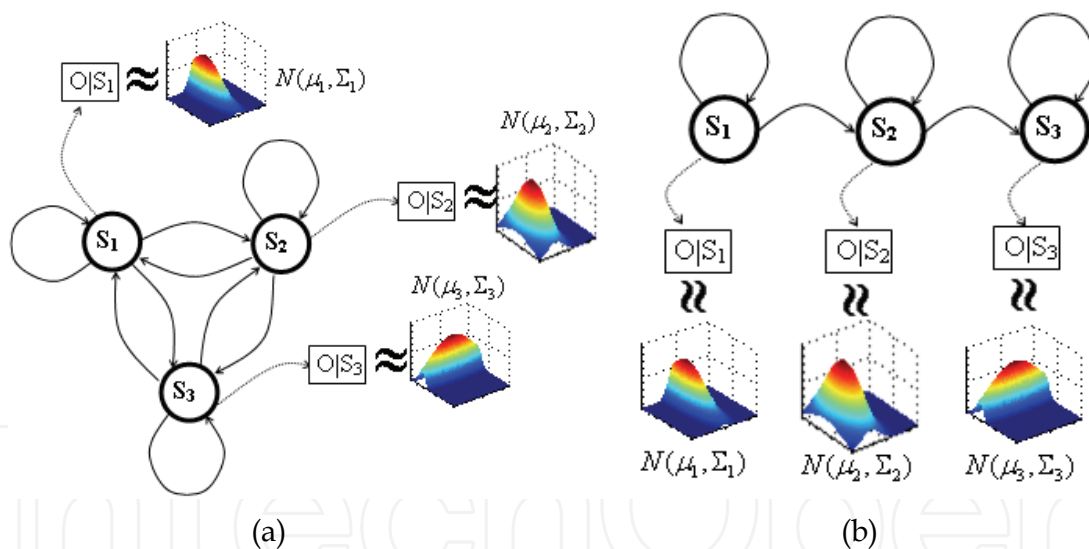 O|S₁
N(μ₁,Σ₁)
N(μ₂,Σ₂)
O|S₂
S₁
S₂
N(μ₃,Σ₃)
O|S₃
S₃
(a)
S₁
S₂
S₃
O|S₁
O|S₂
O|S₃
N(μ₁,Σ₁)
N(μ₂,Σ₂)
N(μ₃,Σ₃)
(b)